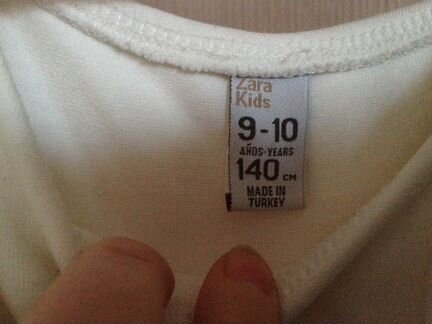 Zara
Kids
9-10
AÑOS-YEARS
140 CM
MADE IN
TURKEY